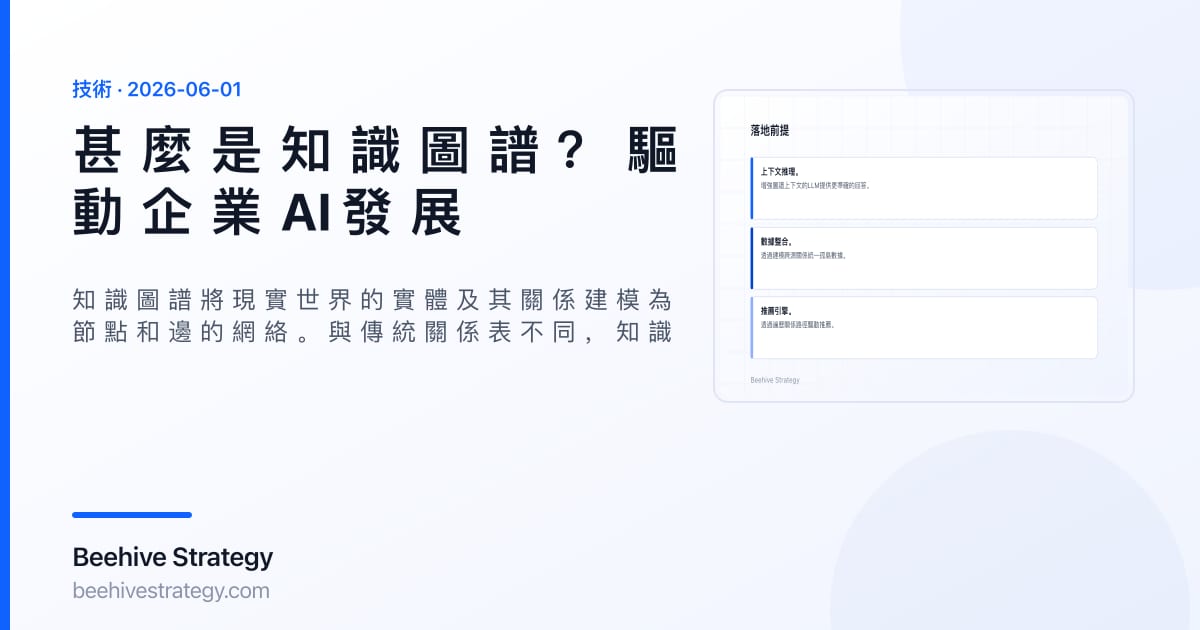 技術 · 2026-06-01
甚麼是知識圖譜？驅
動企業AI發展
知識圖譜將現實世界的實體及其關係建模為
節點和邊的網絡。與傳統關係表不同，知識
Beehive Strategy
beehivestrategy.com
落地前提
上下文推理。
增強圖譜上下文的LLM提供更準確的回答。
數據整合。
透過建模跨源關係統一孤島數據。
推薦引擎。
透過遍歷關係路徑驅動推薦。
Beehive Strategy